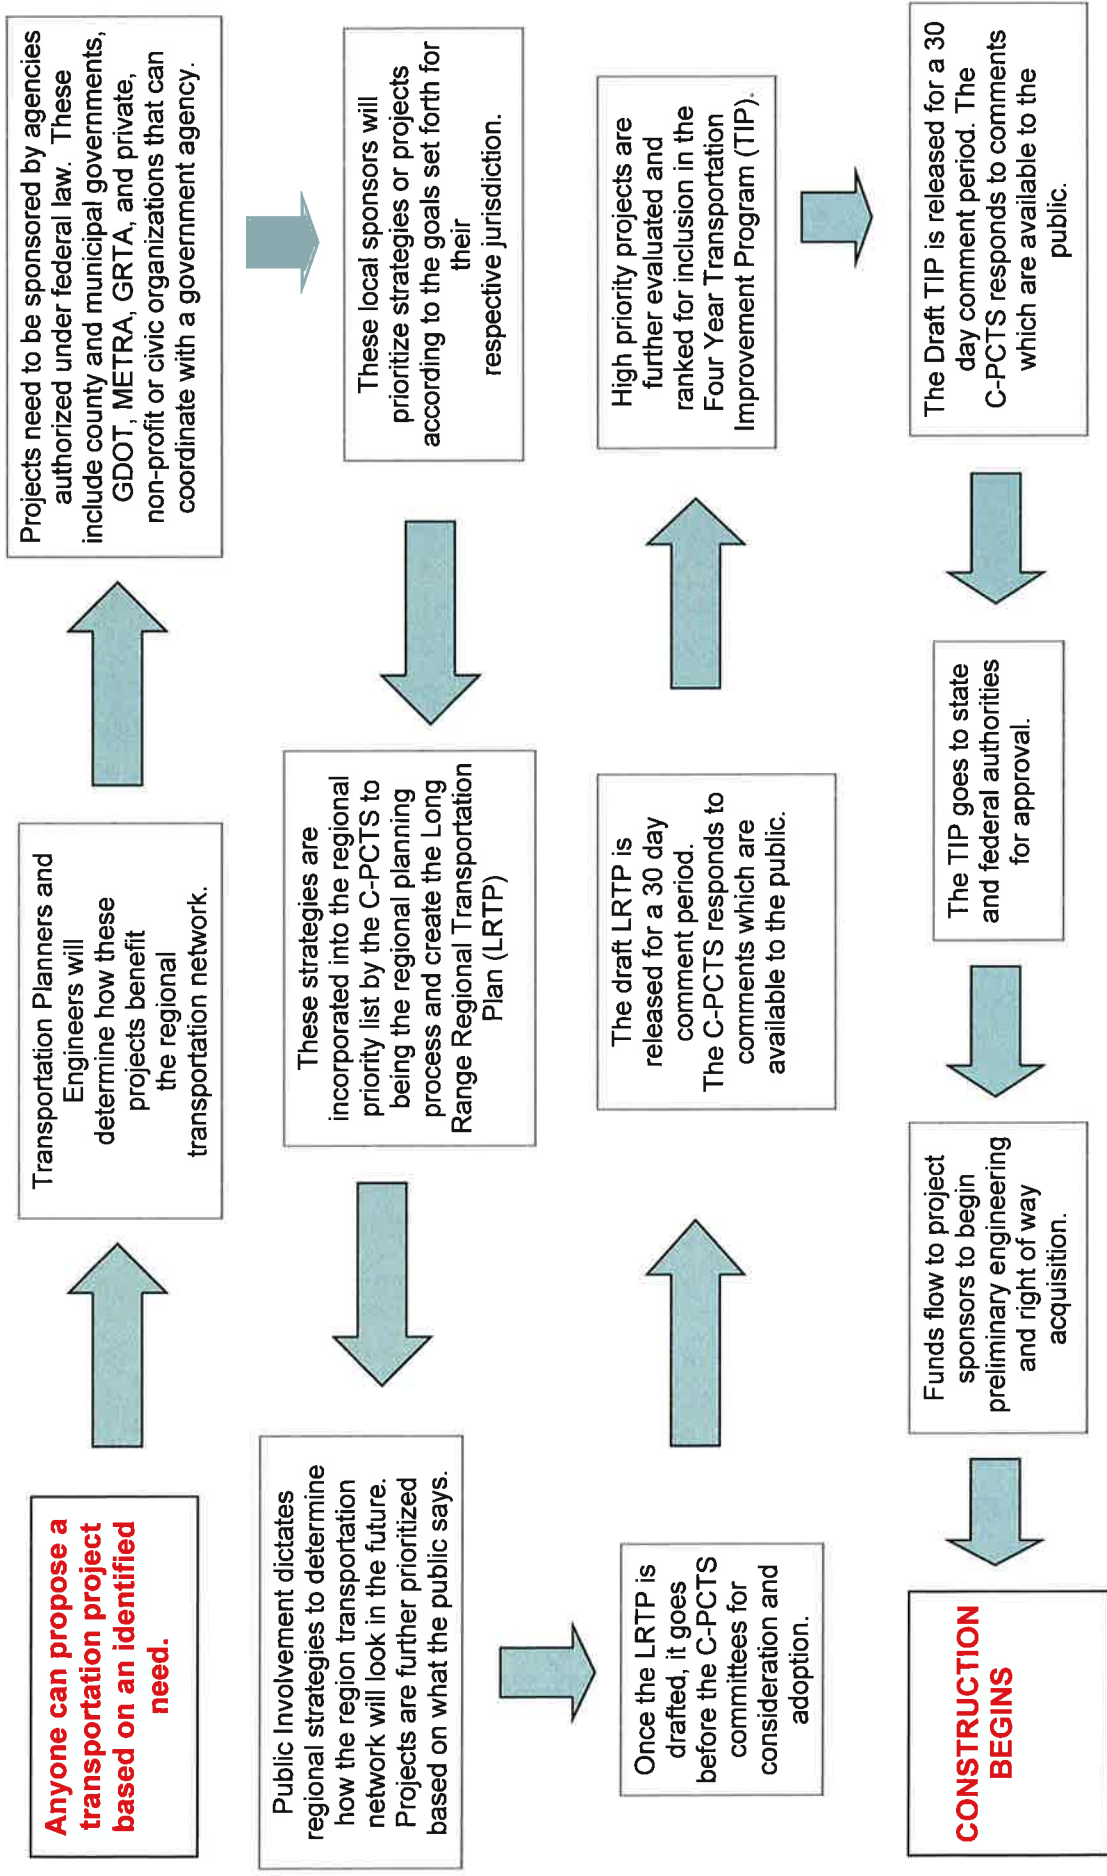 Anyone can propose a
transportation project
based on an identified
need.
Transportation Planners and
Engineers will
determine how these
projects benefit
the regional
transportation network.
Projects need to be sponsored by agencies
authorized under federal law. These
include county and municipal governments,
GDOT, METRA, GRTA, and private,
non-profit or civic organizations that can
coordinate with a government agency.
These local sponsors will
prioritize strategies or projects
according to the goals set forth for
their
respective jurisdiction.
These strategies are
incorporated into the regional
priority list by the C-PCTS to
being the regional planning
process and create the Long
Range Regional Transportation
Plan (LRTP)
Public Involvement dictates
regional strategies to determine
how the region transportation
network will look in the future.
Projects are further prioritized
based on what the public says.
Once the LRTP is
drafted, it goes
before the C-PCTS
committees for
consideration and
adoption.
The draft LRTP is
released for a 30 day
comment period.
The C-PCTS responds to
comments which are
available to the public.
High priority projects are
further evaluated and
ranked for inclusion in the
Four Year Transportation
Improvement Program (TIP).
The Draft TIP is released for a 30
day comment period. The
C-PCTS responds to comments
which are available to the
public.
The TIP goes to state
and federal authorities
for approval.
Funds flow to project
sponsors to begin
preliminary engineering
and right of way
acquisition.
CONSTRUCTION
BEGINS